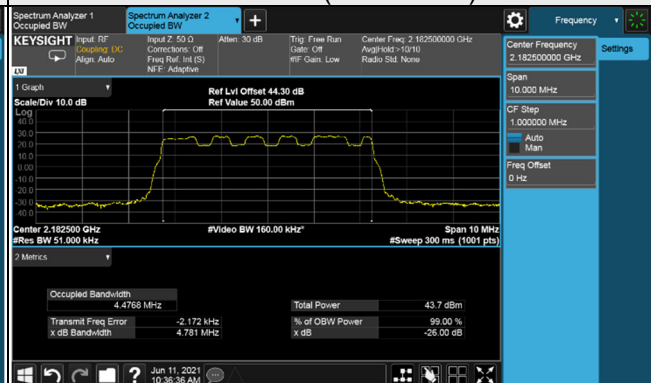 Spectrum Analyzer 1
Occupied BW
Spectrum Analyzer 2
Occupied BW
+
Frequency
KEYSIGHT
Input: RF
Coupling: DC
Align: Auto
Input Z: 50 Ω
Corrections: Off
Freq Ref: Int (S)
NFE: Adaptive
Atten: 30 dB
Trig: Free Run
Gate: Off
#IF Gain: Low
Center Freq: 2.182500000 GHz
Avg|Hold:>10/10
Radio Std: None
LXI
Center Frequency
2.182500000 GHz
Settings
Span
10.000 MHz
CF Step
1.000000 MHz
Auto
Man
Freq Offset
0 Hz
1 Graph
Scale/Div 10.0 dB
Ref Lvl Offset 44.30 dB
Ref Value 50.00 dBm
Log
40.0
30.0
20.0
10.0
0.00
-10.0
-20.0
-30.0
-40.0
Center 2.182500 GHz
#Res BW 51.000 kHz
#Video BW 160.00 kHz*
Span 10 MHz
#Sweep 300 ms (1001 pts)
2 Metrics
Occupied Bandwidth
4.4768 MHz
Total Power 43.7 dBm
Transmit Freq Error -2.172 kHz
% of OBW Power 99.00 %
x dB Bandwidth 4.781 MHz
x dB -26.00 dB
?
Jun 11, 2021
10:36:36 AM